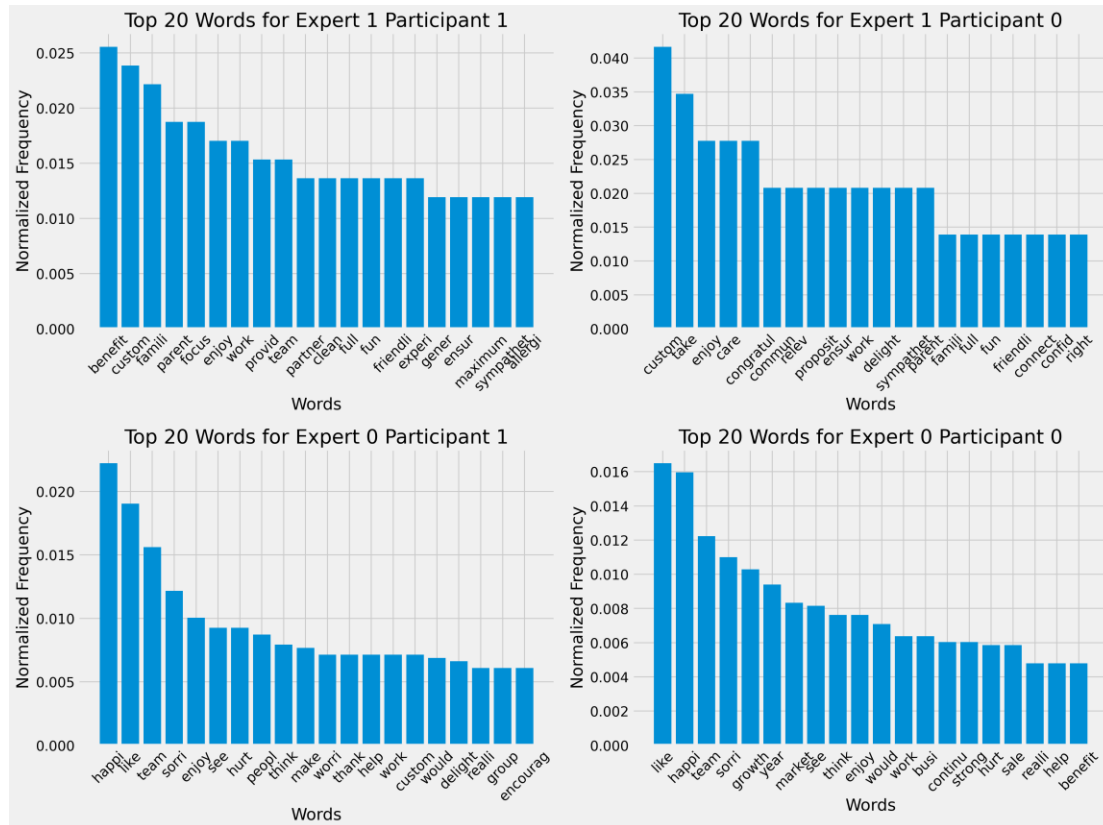 Top 20 Words for Expert 1 Participant 1
Normalized Frequency
0.025
0.020
0.015
0.010
0.005
0.000
benefit
custom
famili
parent
focus
enjoy
work
provid
team
partner
clean
full
fun
friendli
experi
gener
ensur
maximum
sympathet
allergi
Words
Top 20 Words for Expert 1 Participant 0
Normalized Frequency
0.040
0.035
0.030
0.025
0.020
0.015
0.010
0.005
0.000
custom
take
enjoy
care
congratul
commun
relev
proposit
ensur
work
delight
sympathet
parent
famili
full
fun
friendli
connect
confid
right
Words
Top 20 Words for Expert 0 Participant 1
Normalized Frequency
0.020
0.015
0.010
0.005
0.000
happi
like
team
sorri
enjoy
see
hurt
peopl
think
make
worri
thank
help
work
custom
would
delight
realli
group
encourag
Words
Top 20 Words for Expert 0 Participant 0
Normalized Frequency
0.016
0.014
0.012
0.010
0.008
0.006
0.004
0.002
0.000
like
happi
team
sorri
growth
year
market
see
think
enjoy
would
work
busi
continu
strong
hurt
sale
realli
help
benefit
Words